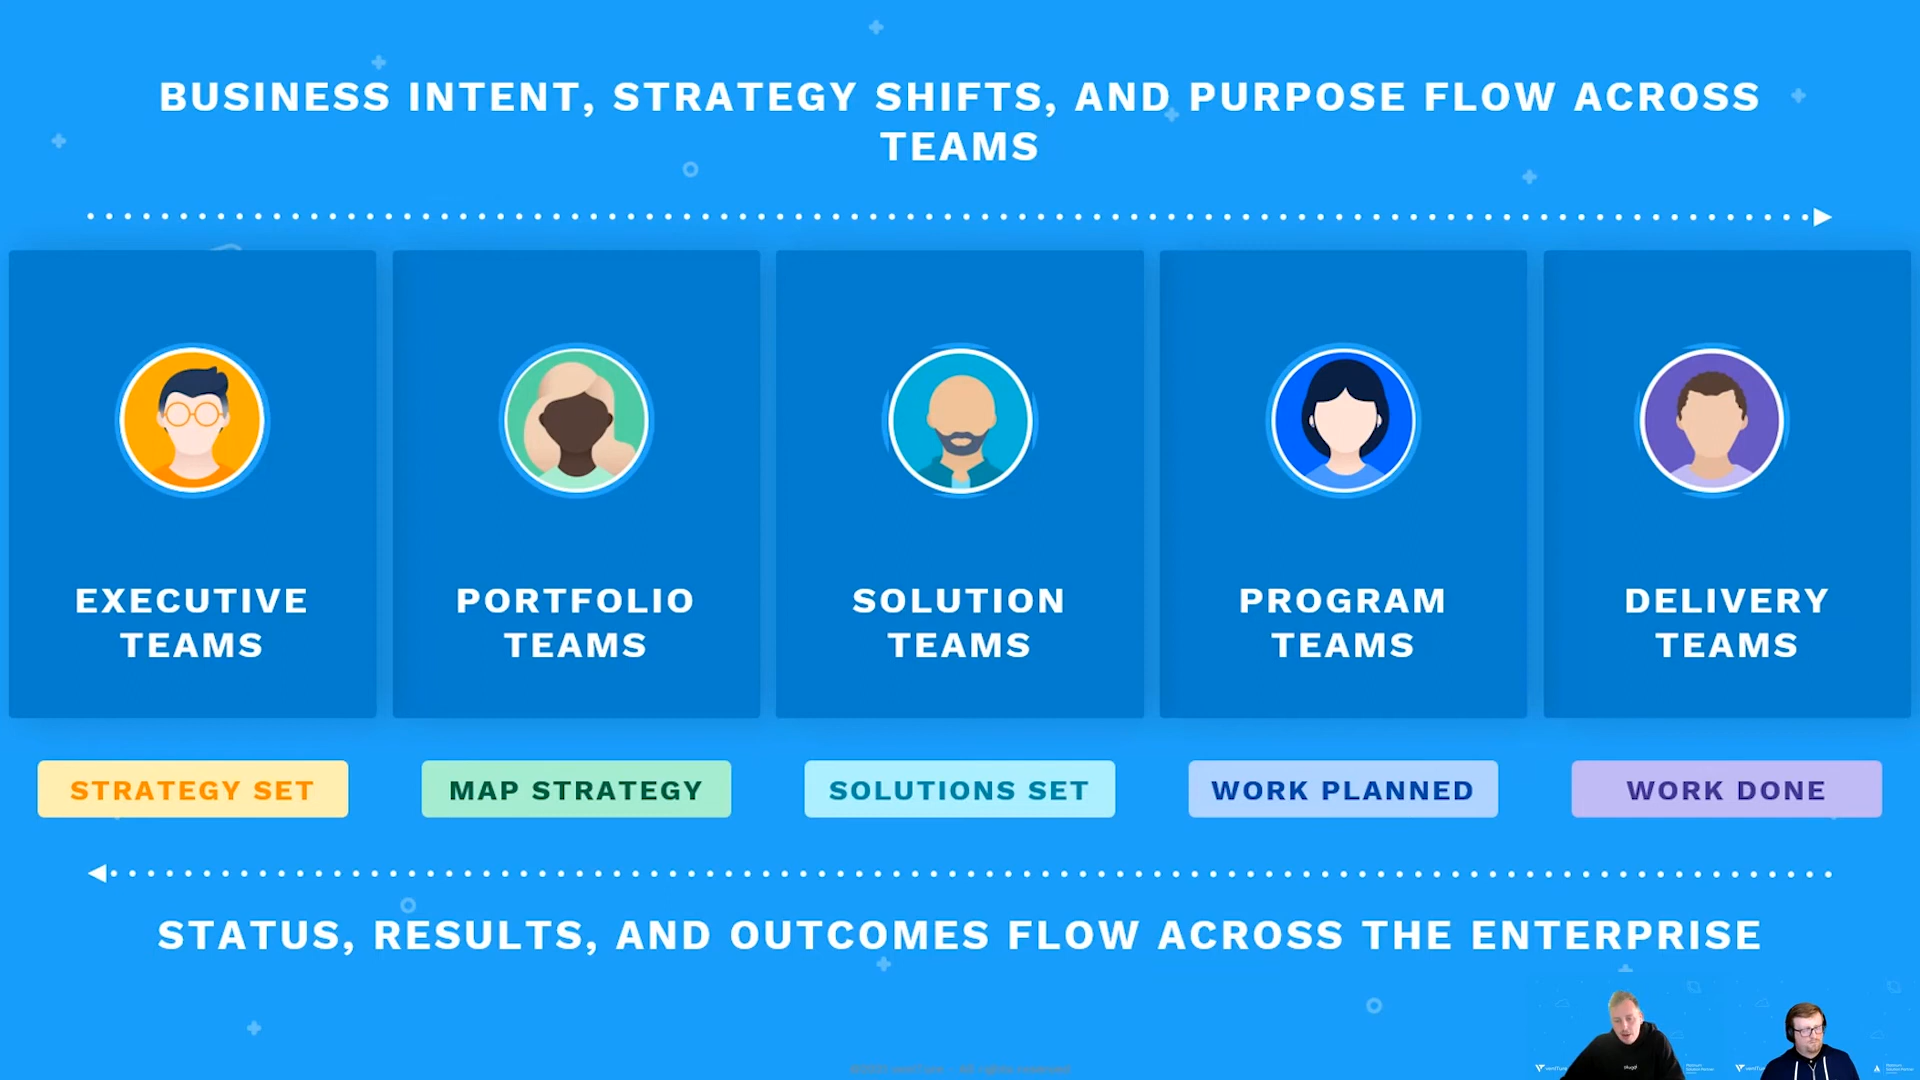 BUSINESS INTENT, STRATEGY SHIFTS, AND PURPOSE FLOW ACROSS
TEAMS
EXECUTIVE
TEAMS
PORTFOLIO
TEAMS
SOLUTION
TEAMS
PROGRAM
TEAMS
DELIVERY
TEAMS
STRATEGY SET
MAP STRATEGY
SOLUTIONS SET
WORK PLANNED
WORK DONE
STATUS, RESULTS, AND OUTCOMES FLOW ACROSS THE ENTERPRISE